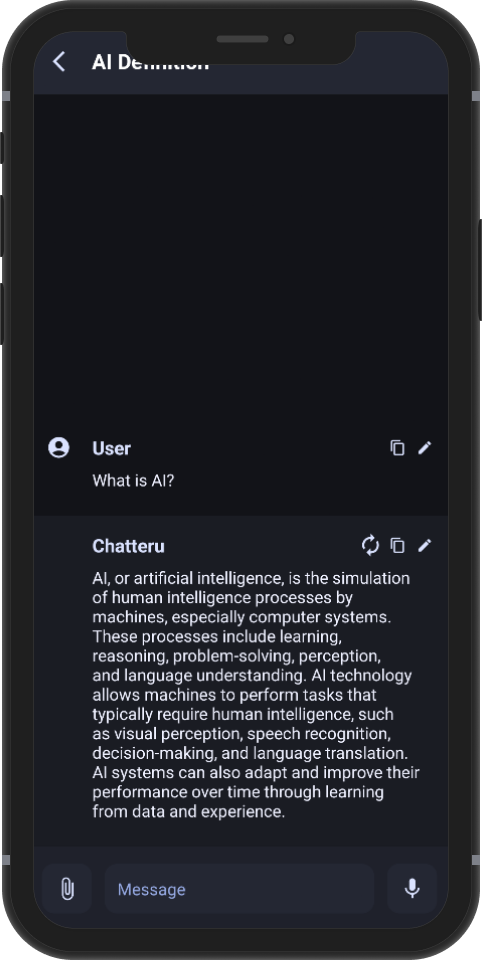 AI Definition
User
What is AI?
Chatteru
AI, or artificial intelligence, is the simulation
of human intelligence processes by
machines, especially computer systems.
These processes include learning,
reasoning, problem-solving, perception,
and language understanding. AI technology
allows machines to perform tasks that
typically require human intelligence, such
as visual perception, speech recognition,
decision-making, and language translation.
AI systems can also adapt and improve their
performance over time through learning
from data and experience.
Message